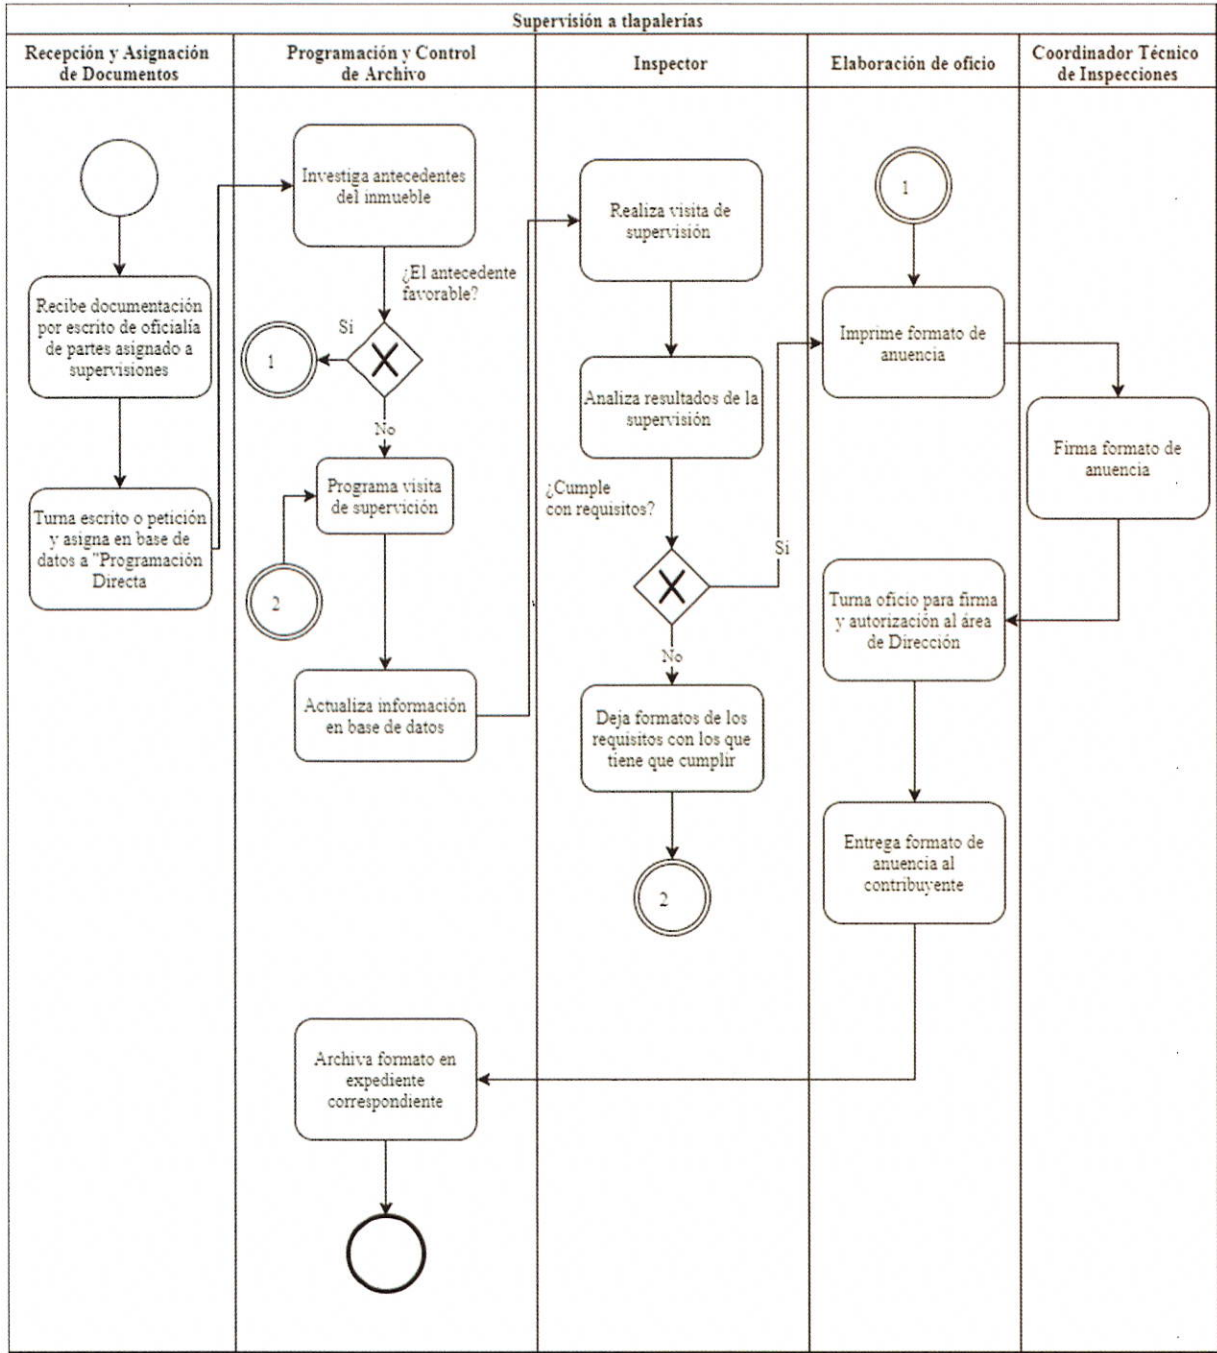 Supervisión a tlapalerías
Recepción y Asignación
de Documentos
Programación y Control
de Archivo
Inspector
Elaboración de oficio
Coordinador Técnico
de Inspecciones
Recibe documentación
por escrito de oficialía
de partes asignado a
supervisiones
Turna escrito o petición
y asigna en base de
datos a "Programación
Directa
Investiga antecedentes
del inmueble
¿El antecedente
favorable?
Si
1
No
Programa visita
de supervición
2
Actualiza información
en base de datos
Archiva formato en
expediente
correspondiente
Realiza visita de
supervisión
Analiza resultados de la
supervisión
¿Cumple
con requisitos?
Si
No
Deja formatos de los
requisitos con los que
tiene que cumplir
2
1
Imprime formato de
anuencia
Turna oficio para firma
y autorización al área
de Dirección
Entrega formato de
anuencia al
contribuyente
Firma formato de
anuencia